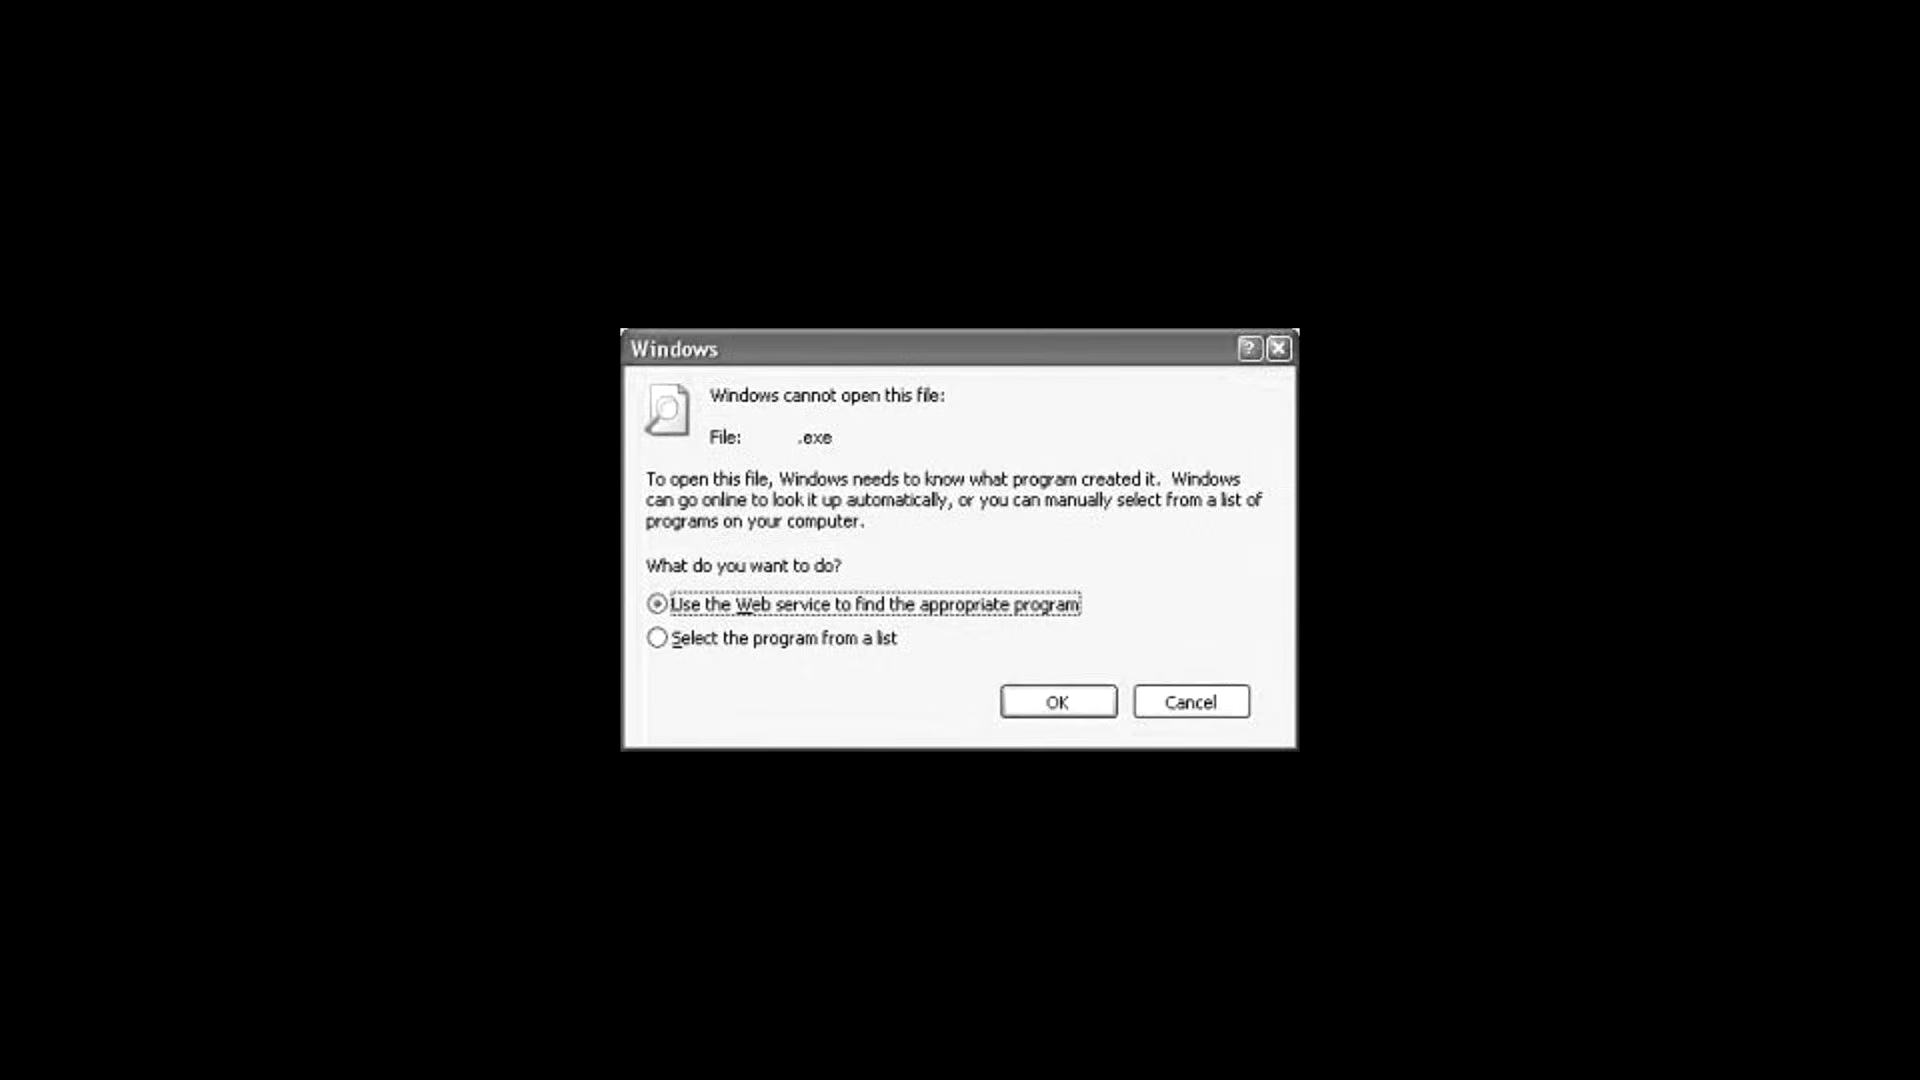 Windows
Windows cannot open this file:
File: .exe
To open this file, Windows needs to know what program created it. Windows
can go online to look it up automatically, or you can manually select from a list of
programs on your computer.
What do you want to do?
Use the Web service to find the appropriate program
Select the program from a list
OK Cancel